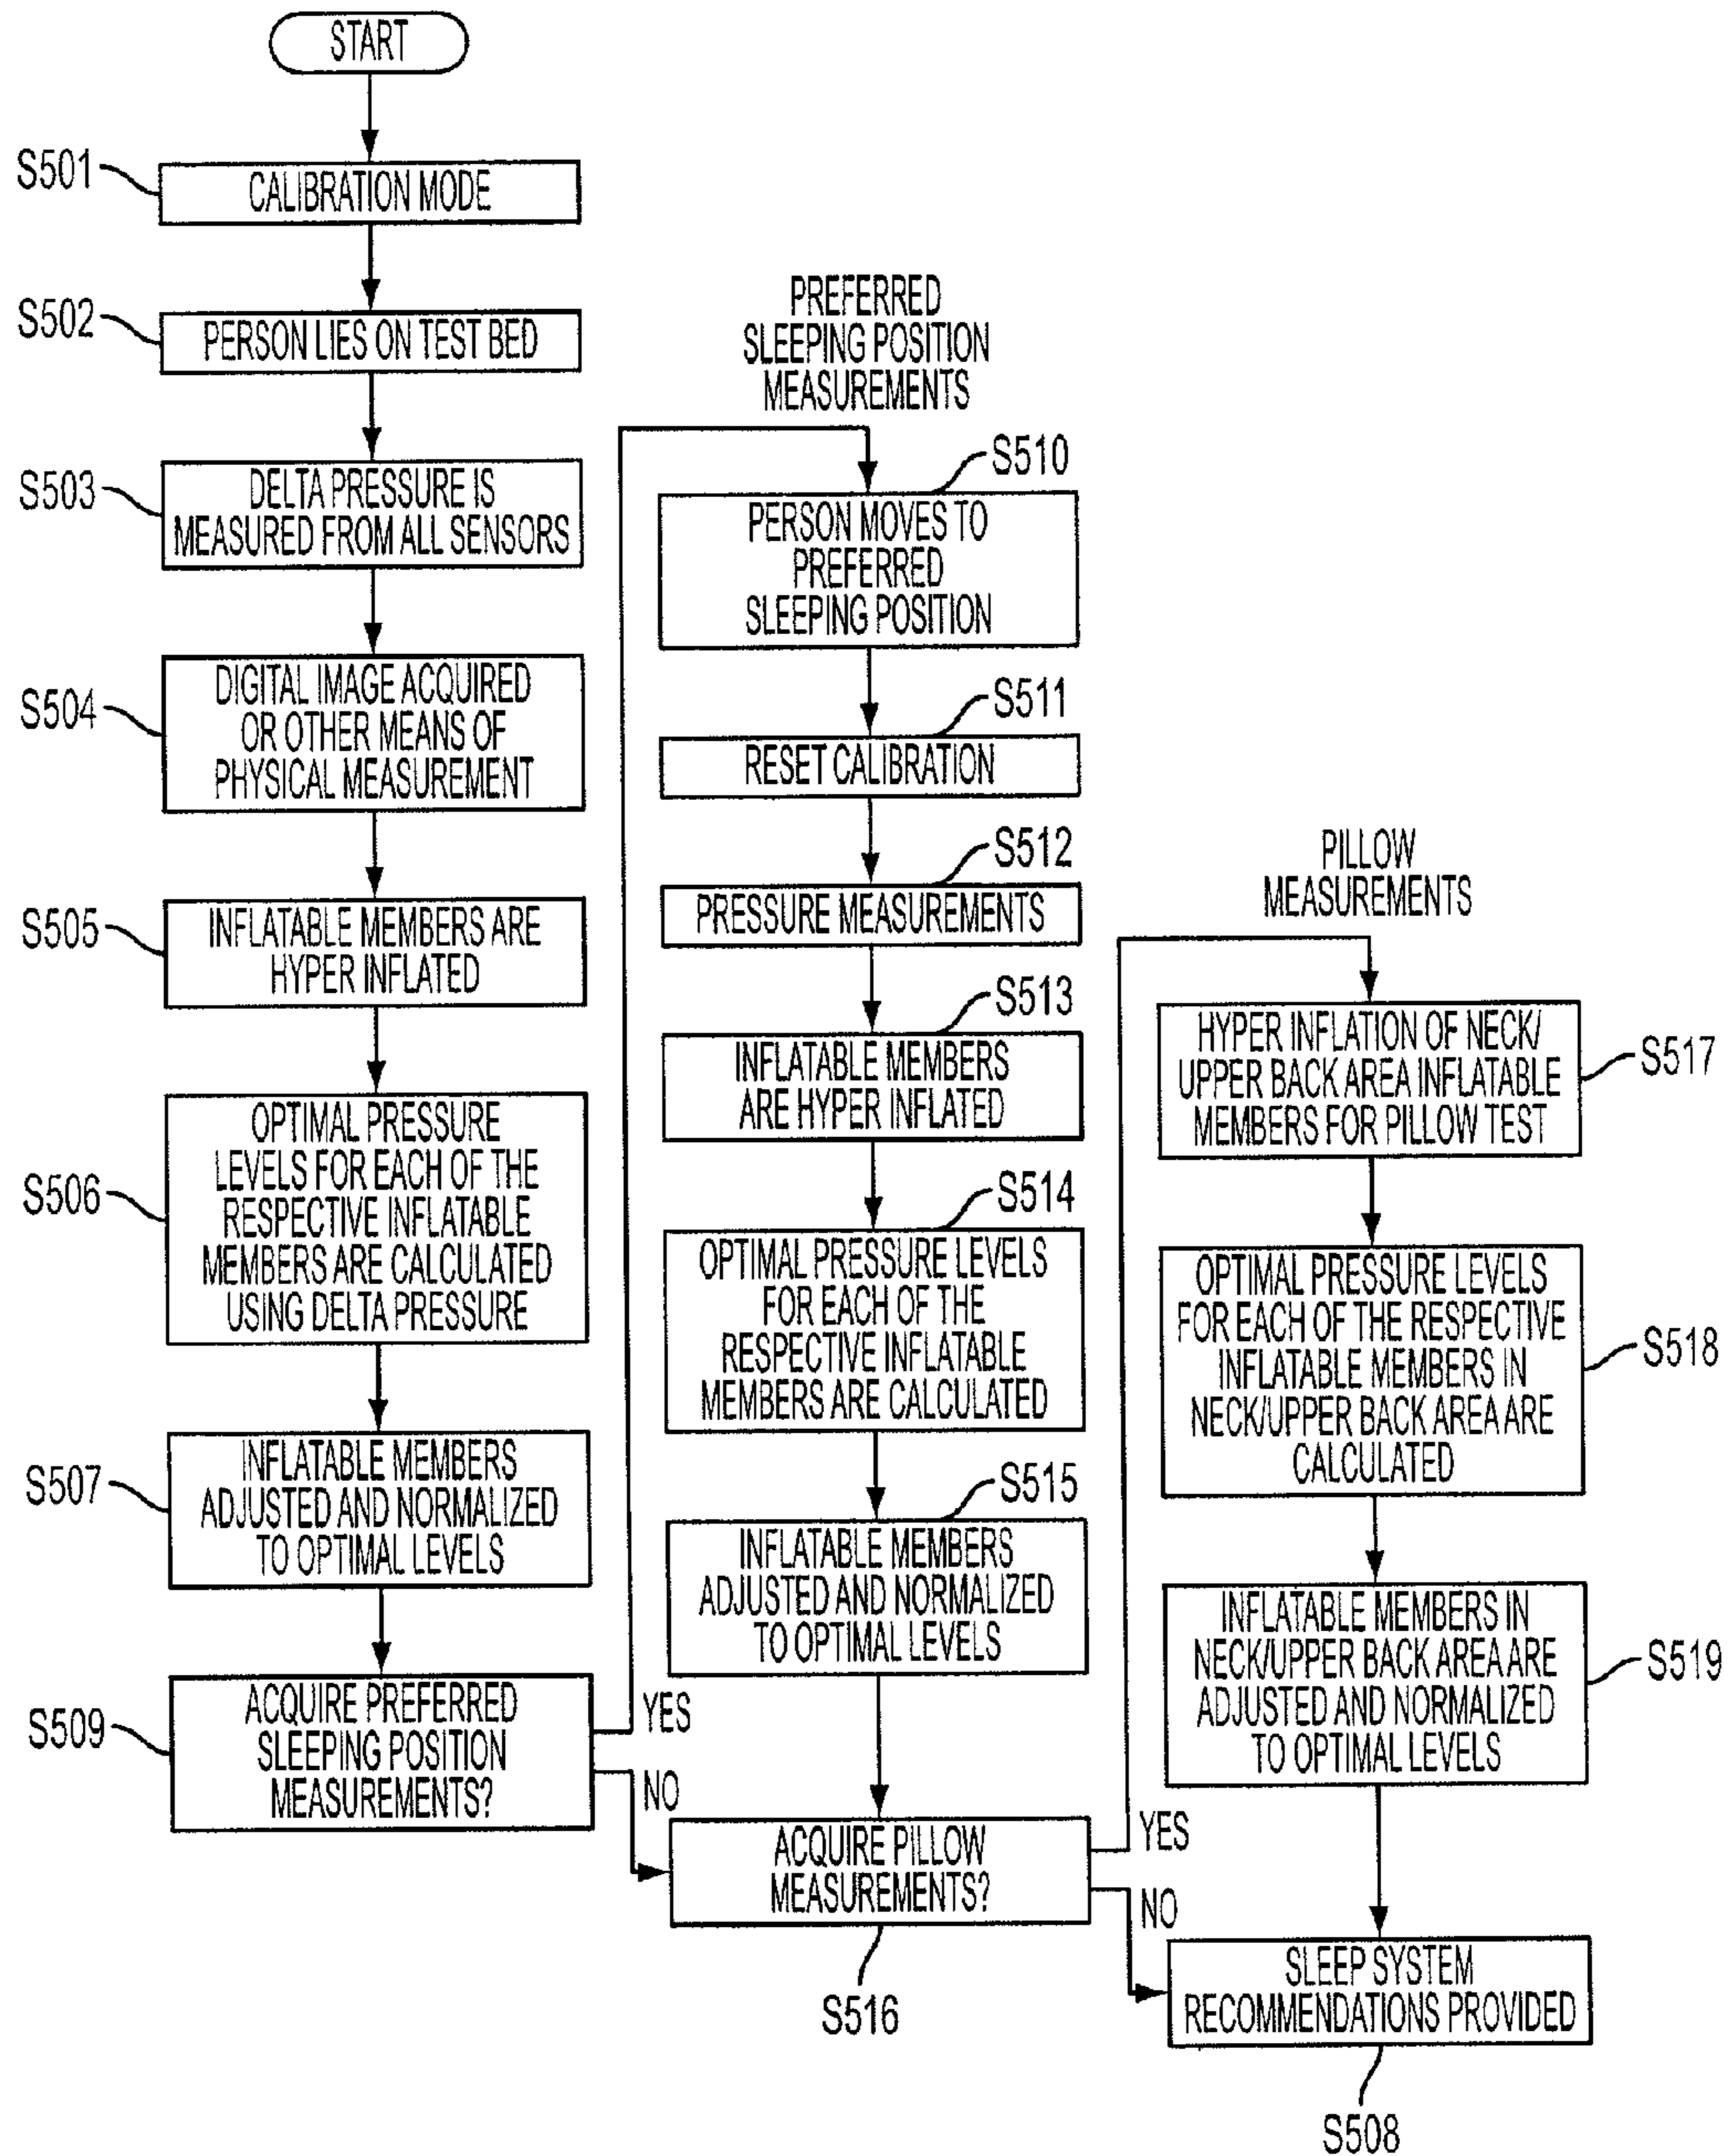 START
S501
CALIBRATION MODE
S502
PERSON LIES ON TEST BED
S503
DELTA PRESSURE IS
MEASURED FROM ALL SENSORS
S504
DIGITAL IMAGE ACQUIRED
OR OTHER MEANS OF
PHYSICAL MEASUREMENT
S505
INFLATABLE MEMBERS ARE
HYPER INFLATED
S506
OPTIMAL PRESSURE
LEVELS FOR EACH OF THE
RESPECTIVE INFLATABLE
MEMBERS ARE CALCULATED
USING DELTA PRESSURE
S507
INFLATABLE MEMBERS
ADJUSTED AND NORMALIZED
TO OPTIMAL LEVELS
S509
ACQUIRE PREFERRED
SLEEPING POSITION
MEASUREMENTS?
YES
NO
PREFERRED
SLEEPING POSITION
MEASUREMENTS
S510
PERSON MOVES TO
PREFERRED
SLEEPING POSITION
S511
RESET CALIBRATION
S512
PRESSURE MEASUREMENTS
S513
INFLATABLE MEMBERS
ARE HYPER INFLATED
S514
OPTIMAL PRESSURE LEVELS
FOR EACH OF THE
RESPECTIVE INFLATABLE
MEMBERS ARE CALCULATED
S515
INFLATABLE MEMBERS
ADJUSTED AND NORMALIZED
TO OPTIMAL LEVELS
ACQUIRE PILLOW
MEASUREMENTS?
S516
YES
NO
PILLOW
MEASUREMENTS
HYPER INFLATION OF NECK/
UPPER BACK AREA INFLATABLE
MEMBERS FOR PILLOW TEST
S517
OPTIMAL PRESSURE LEVELS
FOR EACH OF THE RESPECTIVE
INFLATABLE MEMBERS IN
NECK/UPPER BACK AREA ARE
CALCULATED
S518
INFLATABLE MEMBERS IN
NECK/UPPER BACK AREA ARE
ADJUSTED AND NORMALIZED
TO OPTIMAL LEVELS
S519
SLEEP SYSTEM
RECOMMENDATIONS PROVIDED
S508